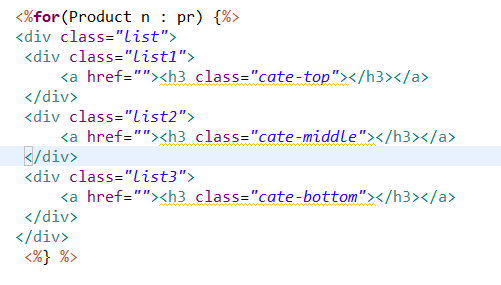 <%for(Product n : pr) {%>
<div class="list">
<div class="list1">
<a href=""><h3 class="cate-top"></h3></a>
</div>
<div class="list2">
<a href=""><h3 class="cate-middle"></h3></a>
</div>
<div class="list3">
<a href=""><h3 class="cate-bottom"></h3></a>
</div>
</div>
<%} %>